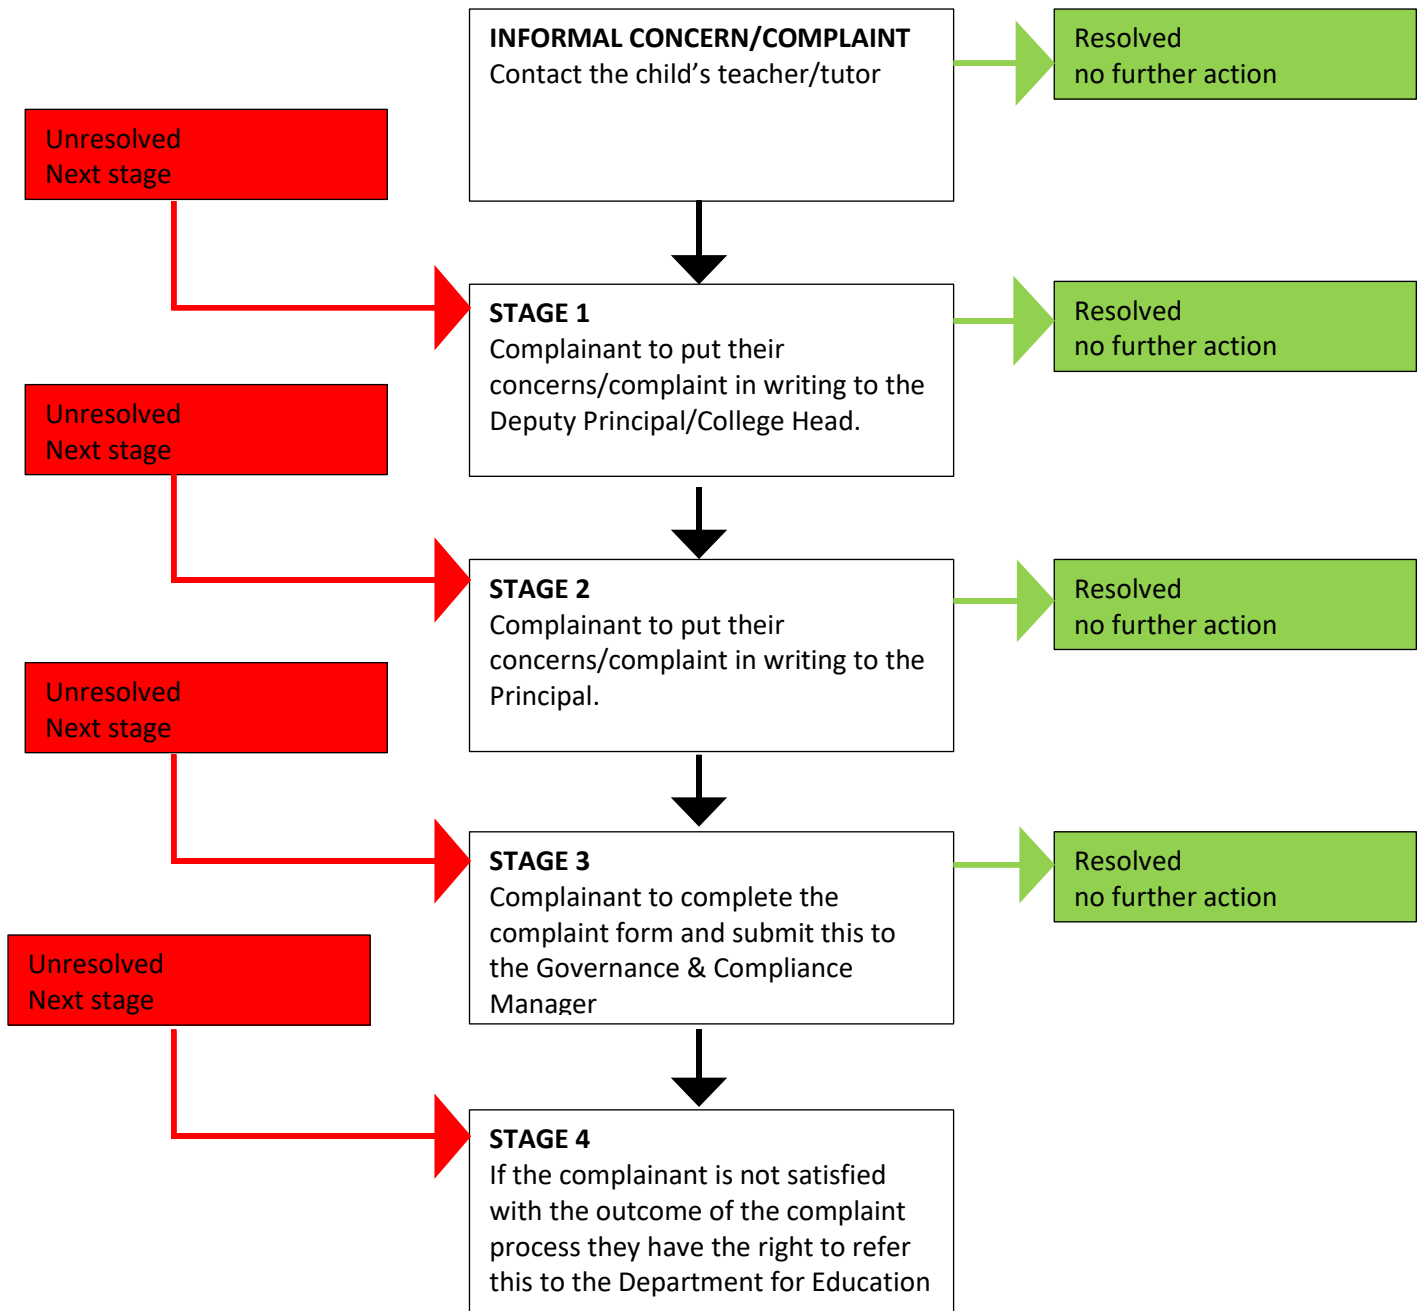 INFORMAL CONCERN/COMPLAINT
Contact the child's teacher/tutor
Resolved
no further action
Unresolved
Next stage
STAGE 1
Complainant to put their
concerns/complaint in writing to the
Deputy Principal/College Head.
Resolved
no further action
Unresolved
Next stage
STAGE 2
Complainant to put their
concerns/complaint in writing to the
Principal.
Resolved
no further action
Unresolved
Next stage
STAGE 3
Complainant to complete the
complaint form and submit this to
the Governance & Compliance
Manager
Resolved
no further action
Unresolved
Next stage
STAGE 4
If the complainant is not satisfied
with the outcome of the complaint
process they have the right to refer
this to the Department for Education